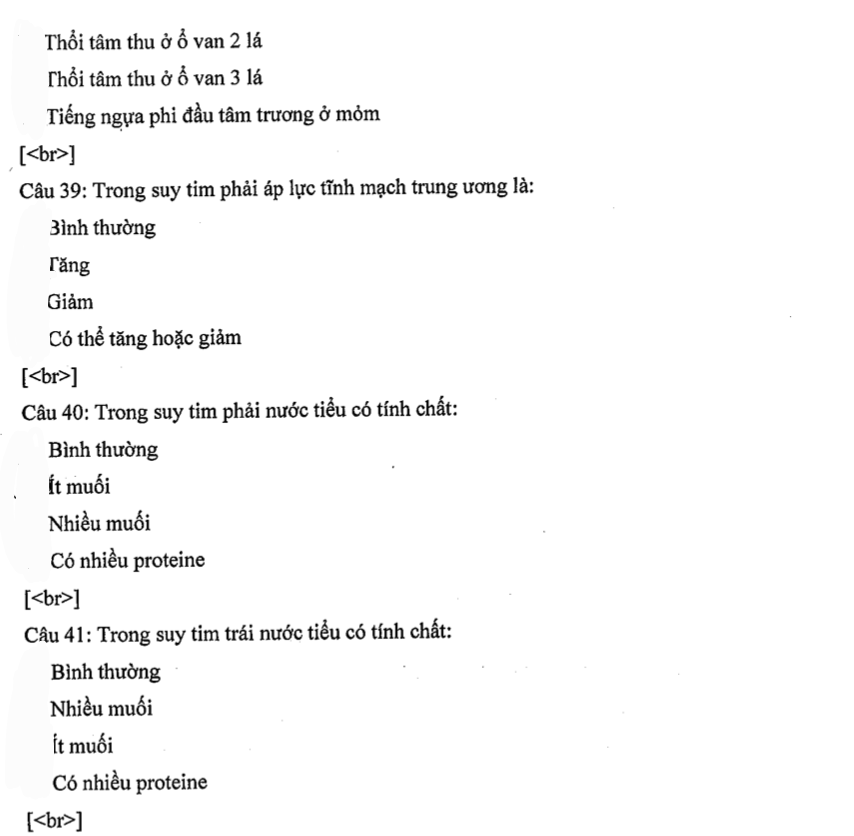 Thổi tâm thu ở ổ van 2 lá
Thổi tâm thu ở ổ van 3 lá
Tiếng ngựa phi đầu tâm trương ở mỏm
[<br>]
Câu 39: Trong suy tim phải áp lực tĩnh mạch trung ương là:
Bình thường
Tăng
Giảm
Có thể tăng hoặc giảm
[<br>]
Câu 40: Trong suy tim phải nước tiểu có tính chất:
Bình thường
Ít muối
Nhiều muối
Có nhiều proteine
[<br>]
Câu 41: Trong suy tim trái nước tiểu có tính chất:
Bình thường
Nhiều muối
Ít muối
Có nhiều proteine
[<br>]